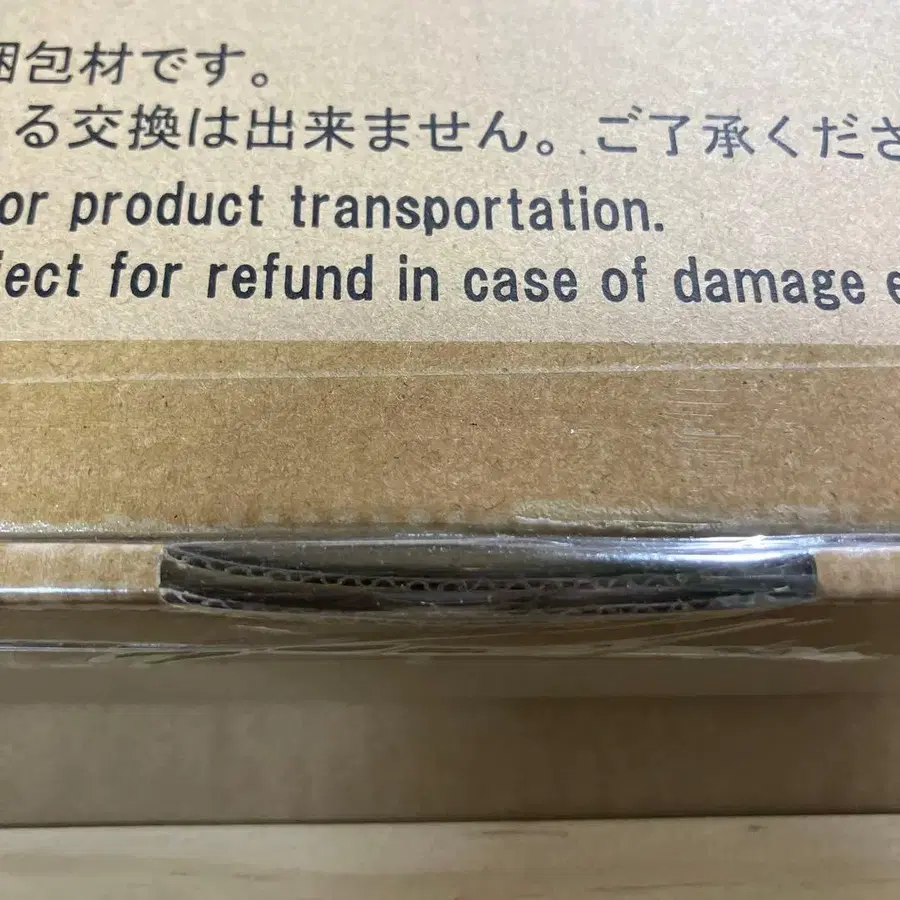 梱包材です。
る交換は出来ません。ご了承くださ
or product transportation.
ject for refund in case of damage e